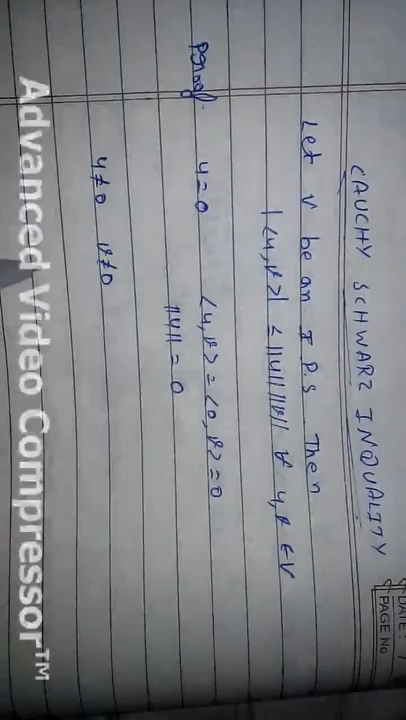 DATE: / /
PAGE No
CAUCHY SCHWARZ INQUALITY
Let V be an I P.S Then
|<u,v>| ≤ ||u|| ||v|| ∀ u,v ∈ V
Proof. u=0 <u,v> = <0,v> = 0
||u|| = 0
u≠0 v≠0
Advanced Video Compressor™